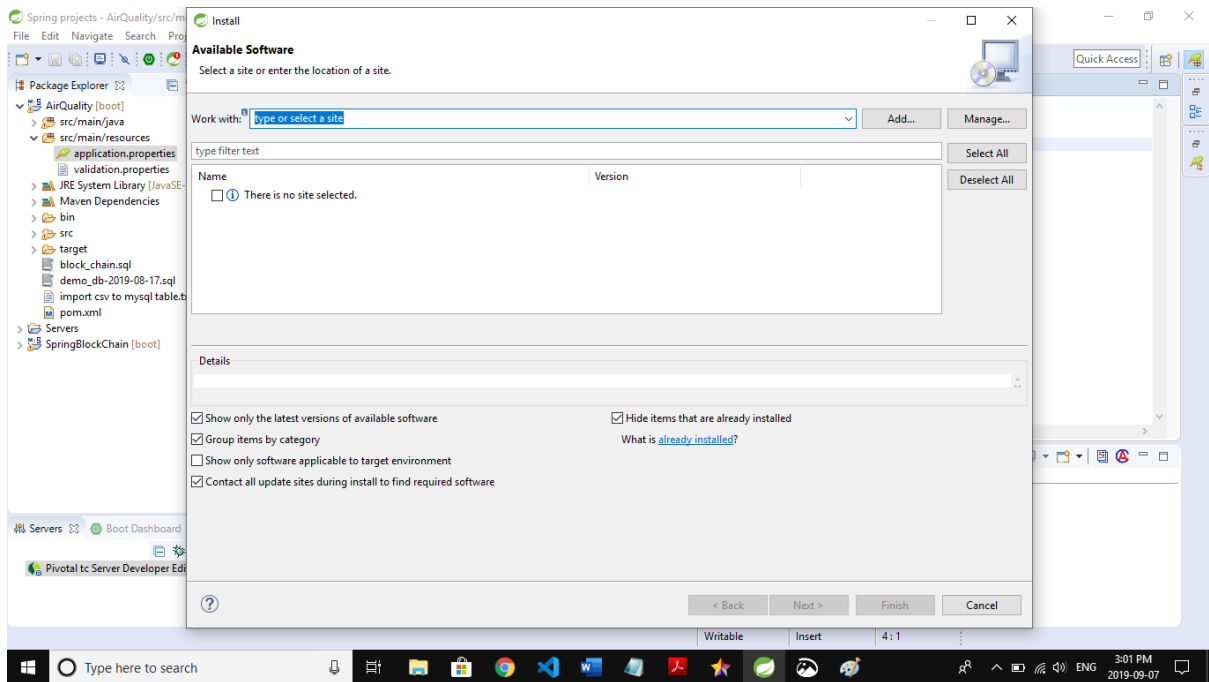 Spring projects - AirQuality/src/m
File Edit Navigate Search Proj
Quick Access
Package Explorer
AirQuality [boot]
src/main/java
src/main/resources
application.properties
validation.properties
JRE System Library [JavaSE-
Maven Dependencies
bin
src
target
block_chain.sql
demo_db-2019-08-17.sql
import csv to mysql table.t
pom.xml
Servers
SpringBlockChain [boot]
Servers Boot Dashboard
Pivotal tc Server Developer Edi
Install
Available Software
Select a site or enter the location of a site.
Work with: type or select a site Add... Manage...
type filter text Select All
Name Version Deselect All
There is no site selected.
Details
Show only the latest versions of available software Hide items that are already installed
Group items by category What is already installed?
Show only software applicable to target environment
Contact all update sites during install to find required software
< Back Next > Finish Cancel
Writable Insert 4 : 1
Type here to search ENG 3:01 PM
2019-09-07